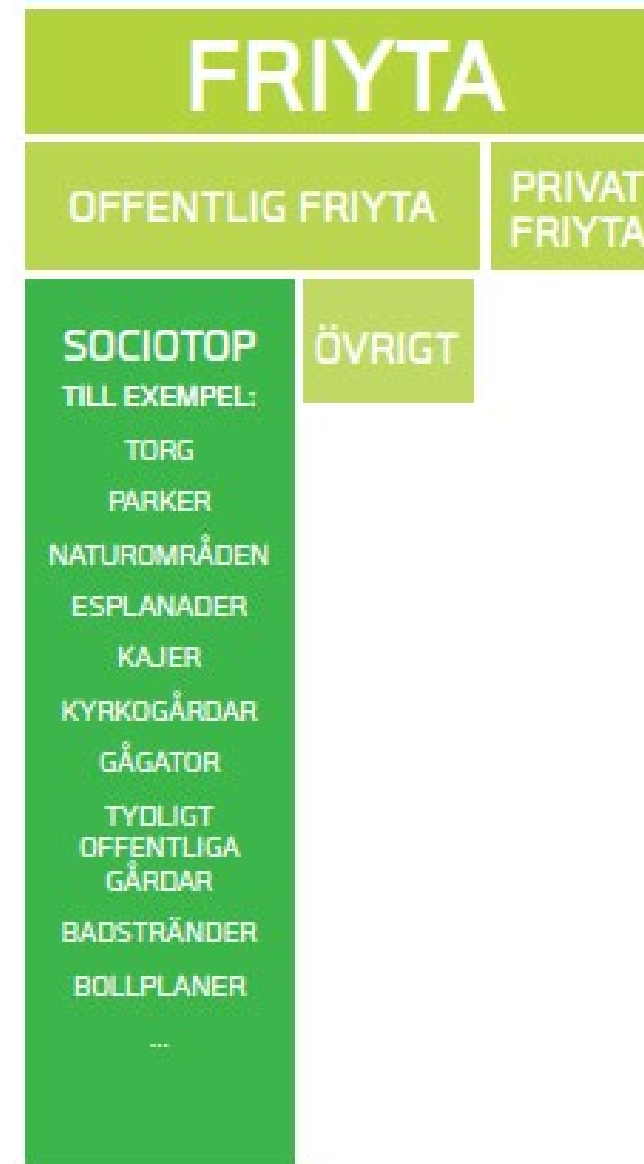 FRIYTA
OFFENTLIG FRIYTA
PRIVAT
FRIYTA
SOCIOTOP
TILL EXEMPEL:
TORG
PARKER
NATUROMRÅDEN
ESPLANADER
KAJER
KYRKOGÅRDAR
GÅGATOR
TYDLIGT
OFFENTLIGA
GÅRDAR
BADSTRÄNDER
BOLLPLANER
...
ÖVRIGT